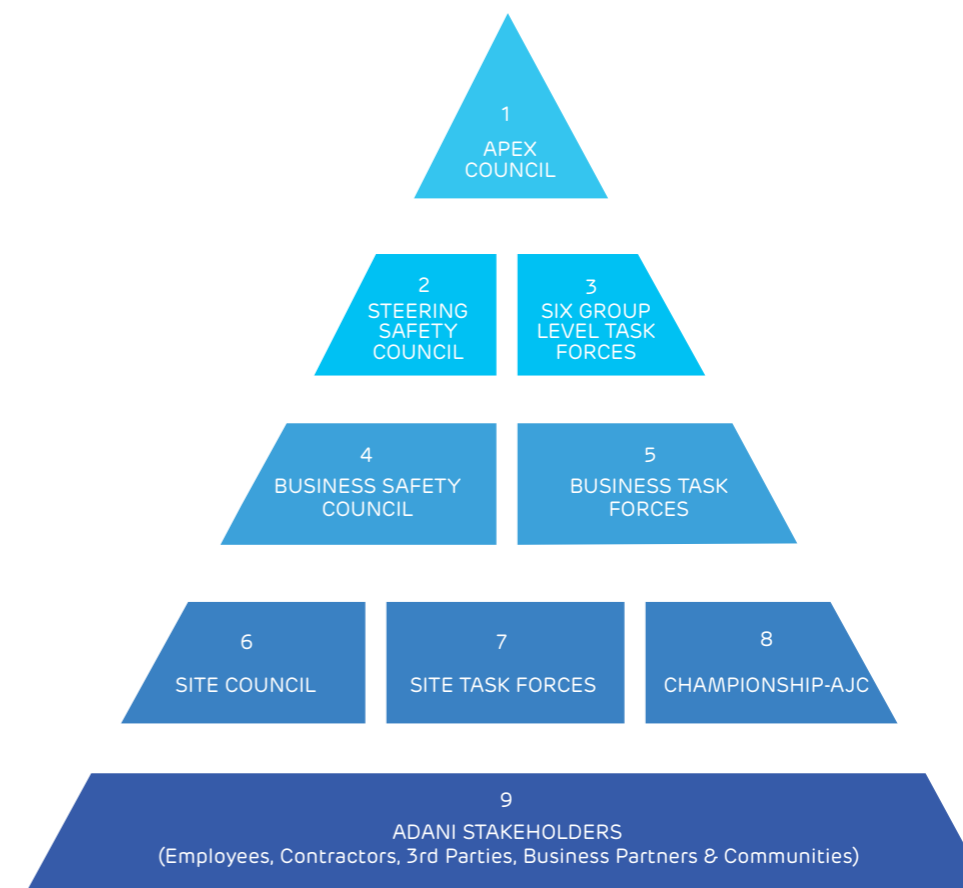 1
APEX
COUNCIL
2
STEERING
SAFETY
COUNCIL
3
SIX GROUP
LEVEL TASK
FORCES
4
BUSINESS SAFETY
COUNCIL
5
BUSINESS TASK
FORCES
6
SITE COUNCIL
7
SITE TASK FORCES
8
CHAMPIONSHIP-AJC
9
ADANI STAKEHOLDERS
(Employees, Contractors, 3rd Parties, Business Partners & Communities)